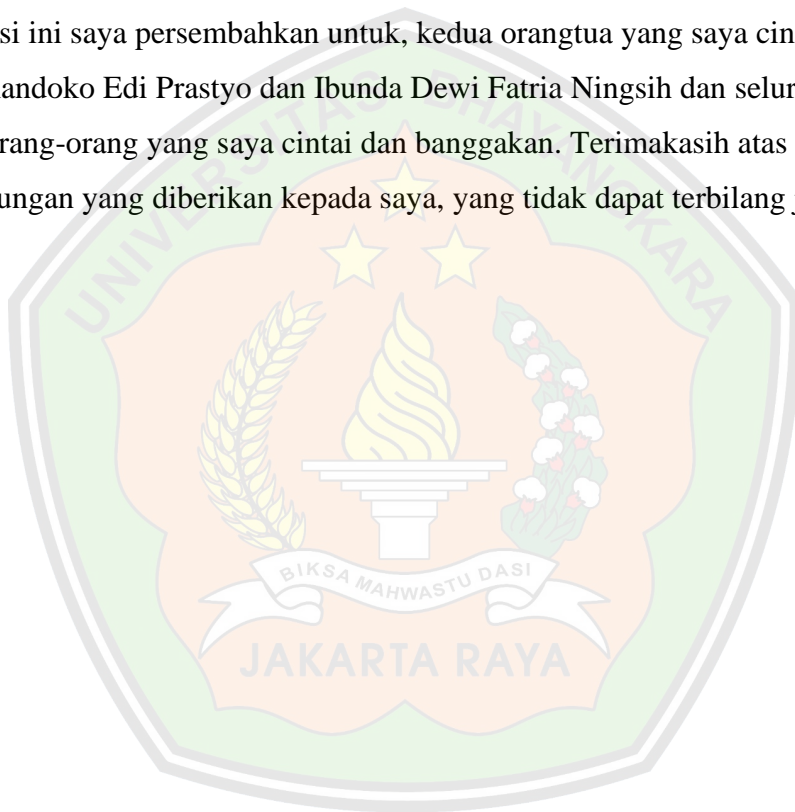 si ini saya persembahkan untuk, kedua orangtua yang saya cin
andoko Edi Prastyo dan Ibunda Dewi Fatria Ningsih dan selur
rang-orang yang saya cintai dan banggakan. Terimakasih atas
ungan yang diberikan kepada saya, yang tidak dapat terbilang j
UNIVERSITAS BHAYANGKARA
BIKSA MAHWASTU DASI
JAKARTA RAYA